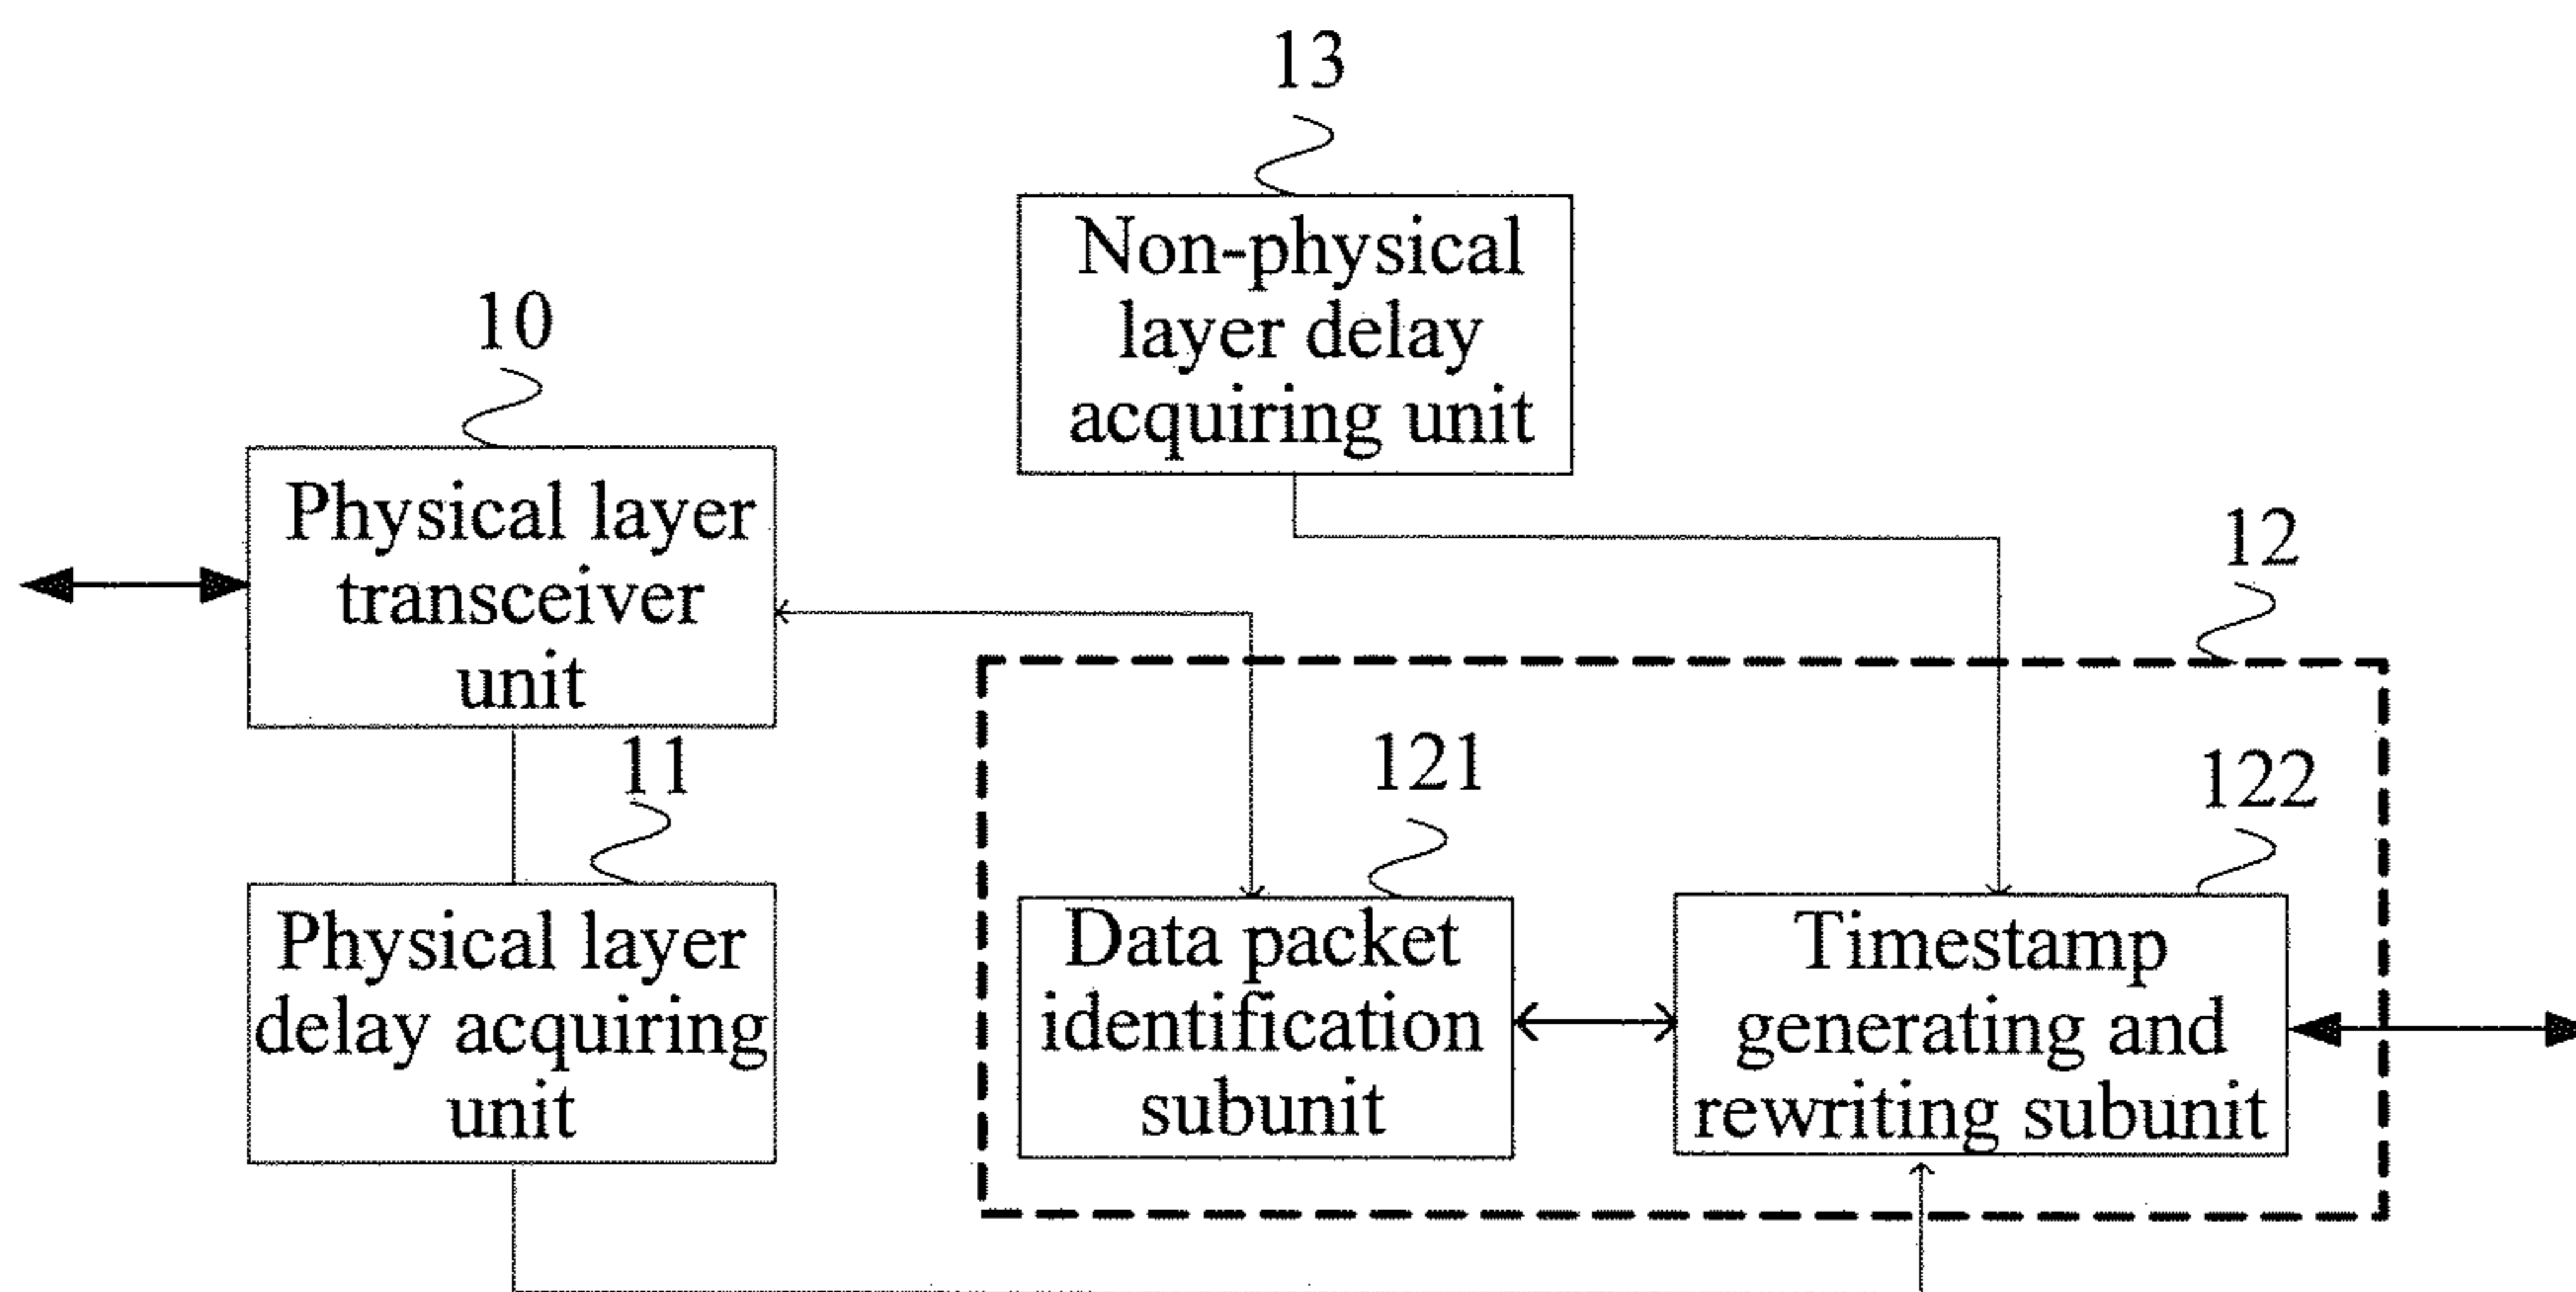 13
Non-physical
layer delay
acquiring unit
10
Physical layer
transceiver
unit
12
11
Physical layer
delay acquiring
unit
121
Data packet
identification
subunit
122
Timestamp
generating and
rewriting subunit